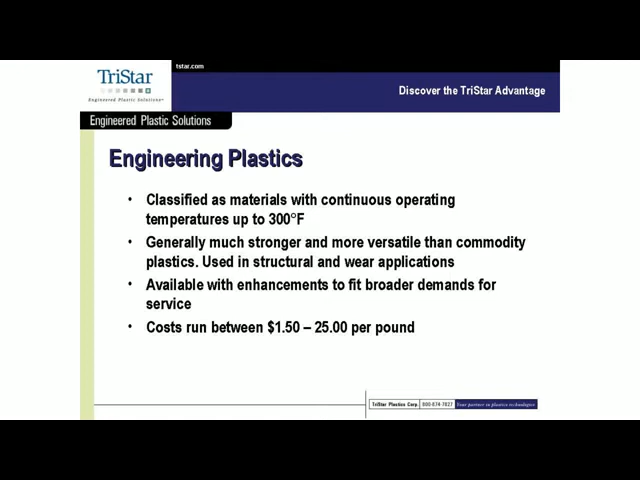 tstar.com
TriStar
Engineered Plastic Solutions
Discover the TriStar Advantage
Engineered Plastic Solutions
Engineering Plastics
• Classified as materials with continuous operating
temperatures up to 300°F
• Generally much stronger and more versatile than commodity
plastics. Used in structural and wear applications
• Available with enhancements to fit broader demands for
service
• Costs run between $1.50 – 25.00 per pound
TriStar Plastics Corp. 800-874-7827 Your partner in plastics technologies